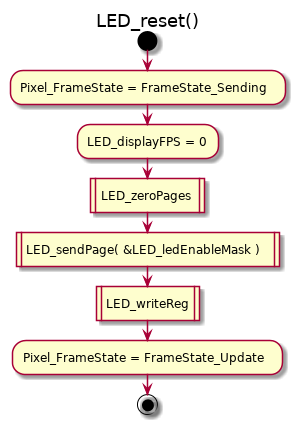 LED_reset()
Pixel_FrameState = FrameState_Sending
LED_displayFPS = 0
LED_zeroPages
LED_sendPage( &LED_ledEnableMask )
LED_writeReg
Pixel_FrameState = FrameState_Update